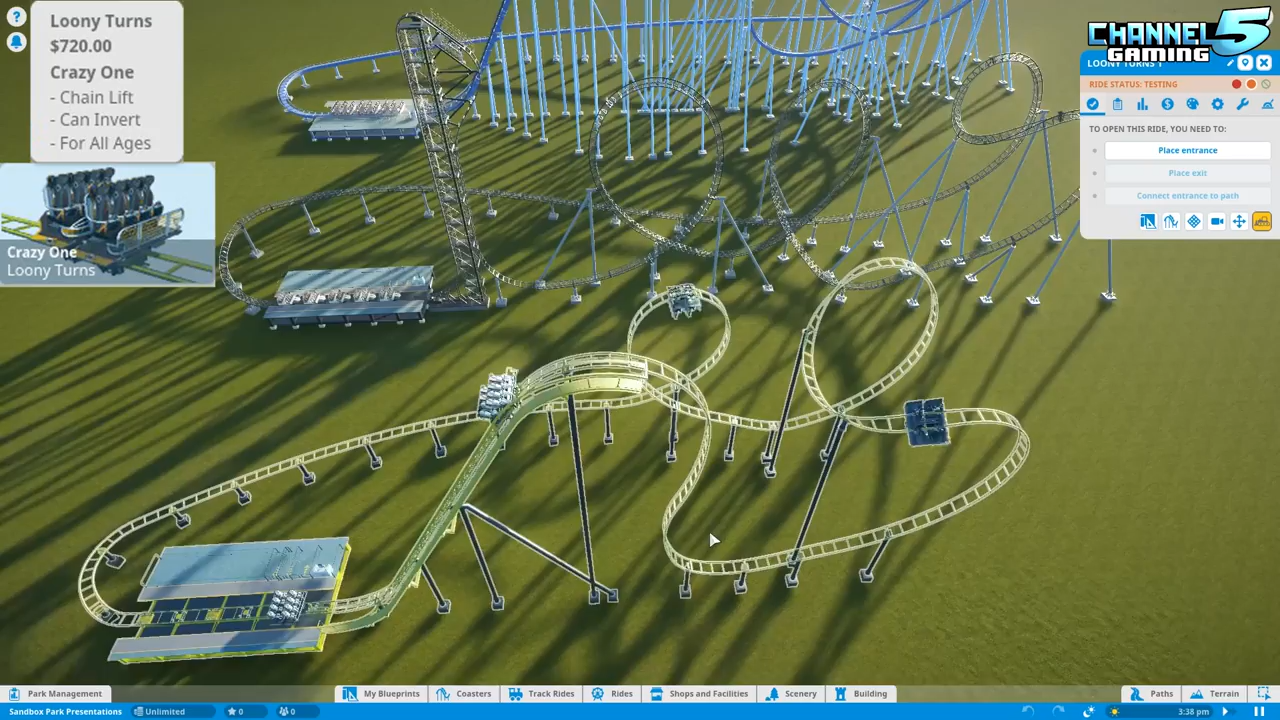 Loony Turns
$720.00
Crazy One
- Chain Lift
- Can Invert
- For All Ages
Crazy One
Loony Turns
CHANNEL 5
GAMING
LOONY TURNS 1
RIDE STATUS: TESTING
TO OPEN THIS RIDE, YOU NEED TO:
Place entrance
Place exit
Connect entrance to path
Park Management
My Blueprints
Coasters
Track Rides
Rides
Shops and Facilities
Scenery
Building
Paths
Terrain
Sandbox Park Presentations
Unlimited
0
0
3:38 pm